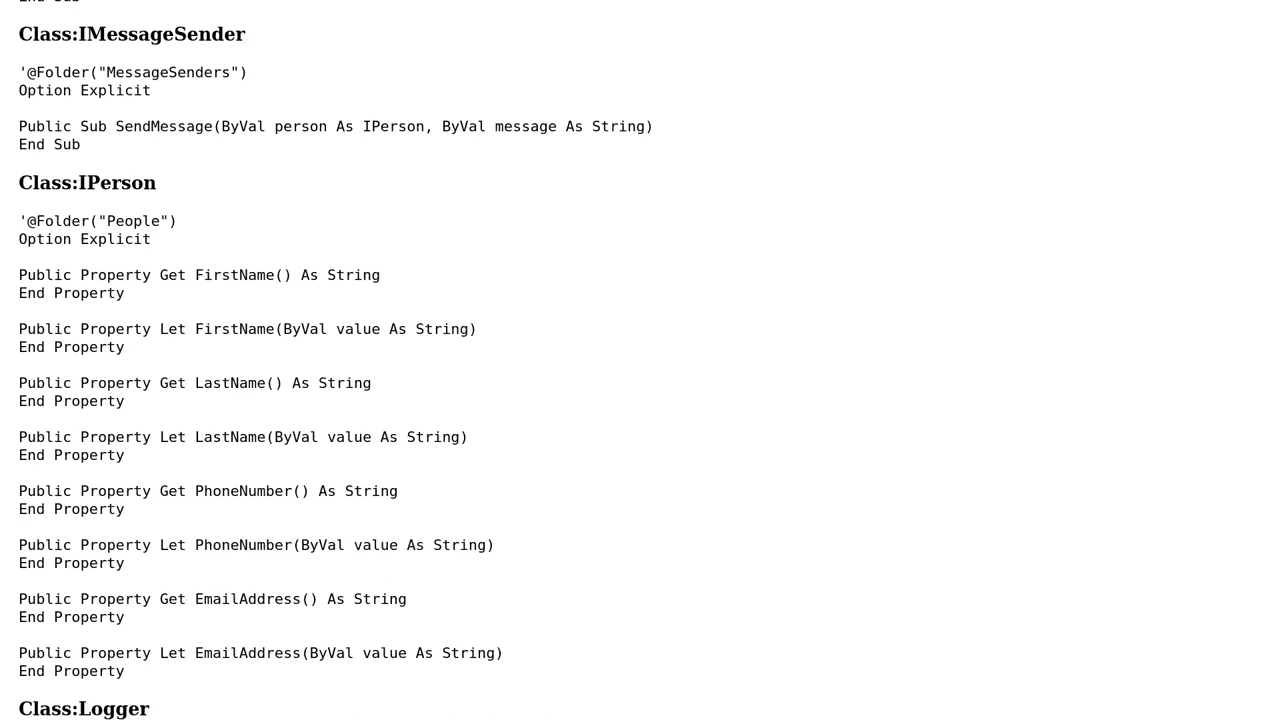 End Sub
Class:IMessageSender
'@Folder("MessageSenders")
Option Explicit
Public Sub SendMessage(ByVal person As IPerson, ByVal message As String)
End Sub
Class:IPerson
'@Folder("People")
Option Explicit
Public Property Get FirstName() As String
End Property
Public Property Let FirstName(ByVal value As String)
End Property
Public Property Get LastName() As String
End Property
Public Property Let LastName(ByVal value As String)
End Property
Public Property Get PhoneNumber() As String
End Property
Public Property Let PhoneNumber(ByVal value As String)
End Property
Public Property Get EmailAddress() As String
End Property
Public Property Let EmailAddress(ByVal value As String)
End Property
Class:Logger